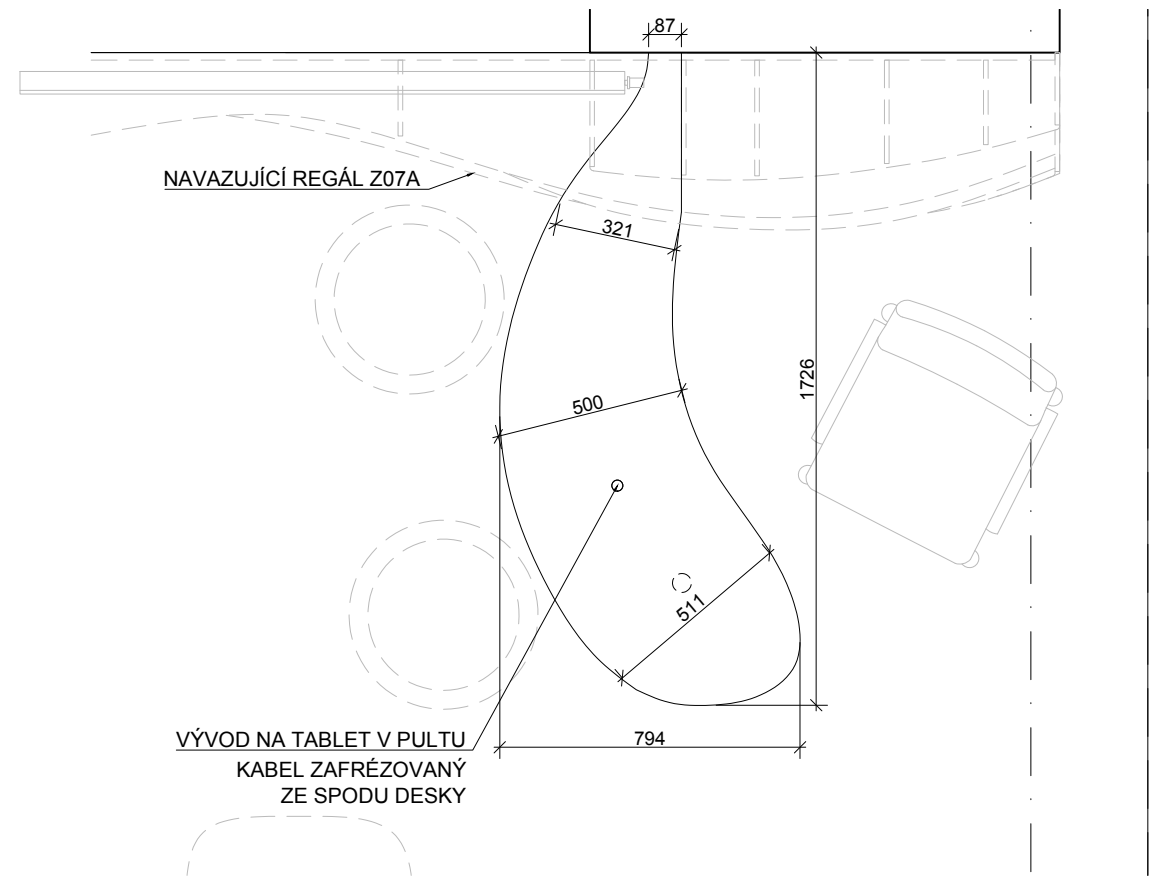 87
NAVAZUJÍCÍ REGÁL Z07A
321
1726
500
511
794
VÝVOD NA TABLET V PULTU
KABEL ZAFRÉZOVANÝ
ZE SPODU DESKY